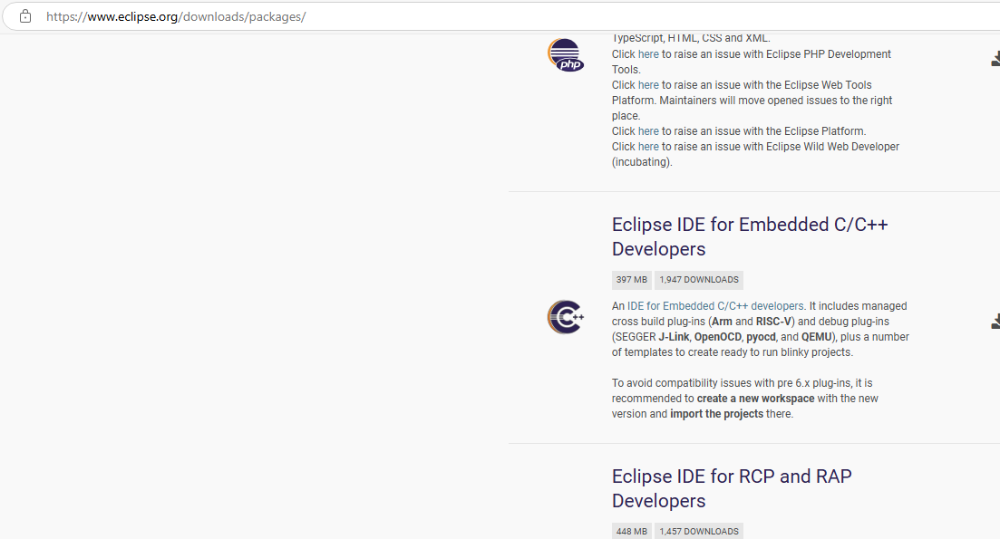 https://www.eclipse.org/downloads/packages/
TypeScript, HTML, CSS and XML.
Click here to raise an issue with Eclipse PHP Development
Tools.
Click here to raise an issue with the Eclipse Web Tools
Platform. Maintainers will move opened issues to the right
place.
Click here to raise an issue with the Eclipse Platform.
Click here to raise an issue with Eclipse Wild Web Developer
(incubating).
php
Eclipse IDE for Embedded C/C++
Developers
397 MB 1,947 DOWNLOADS
An IDE for Embedded C/C++ developers. It includes managed
cross build plug-ins (Arm and RISC-V) and debug plug-ins
(SEGGER J-Link, OpenOCD, pyocd, and QEMU), plus a number
of templates to create ready to run blinky projects.
To avoid compatibility issues with pre 6.x plug-ins, it is
recommended to create a new workspace with the new
version and import the projects there.
C++
Eclipse IDE for RCP and RAP
Developers
448 MB 1,457 DOWNLOADS